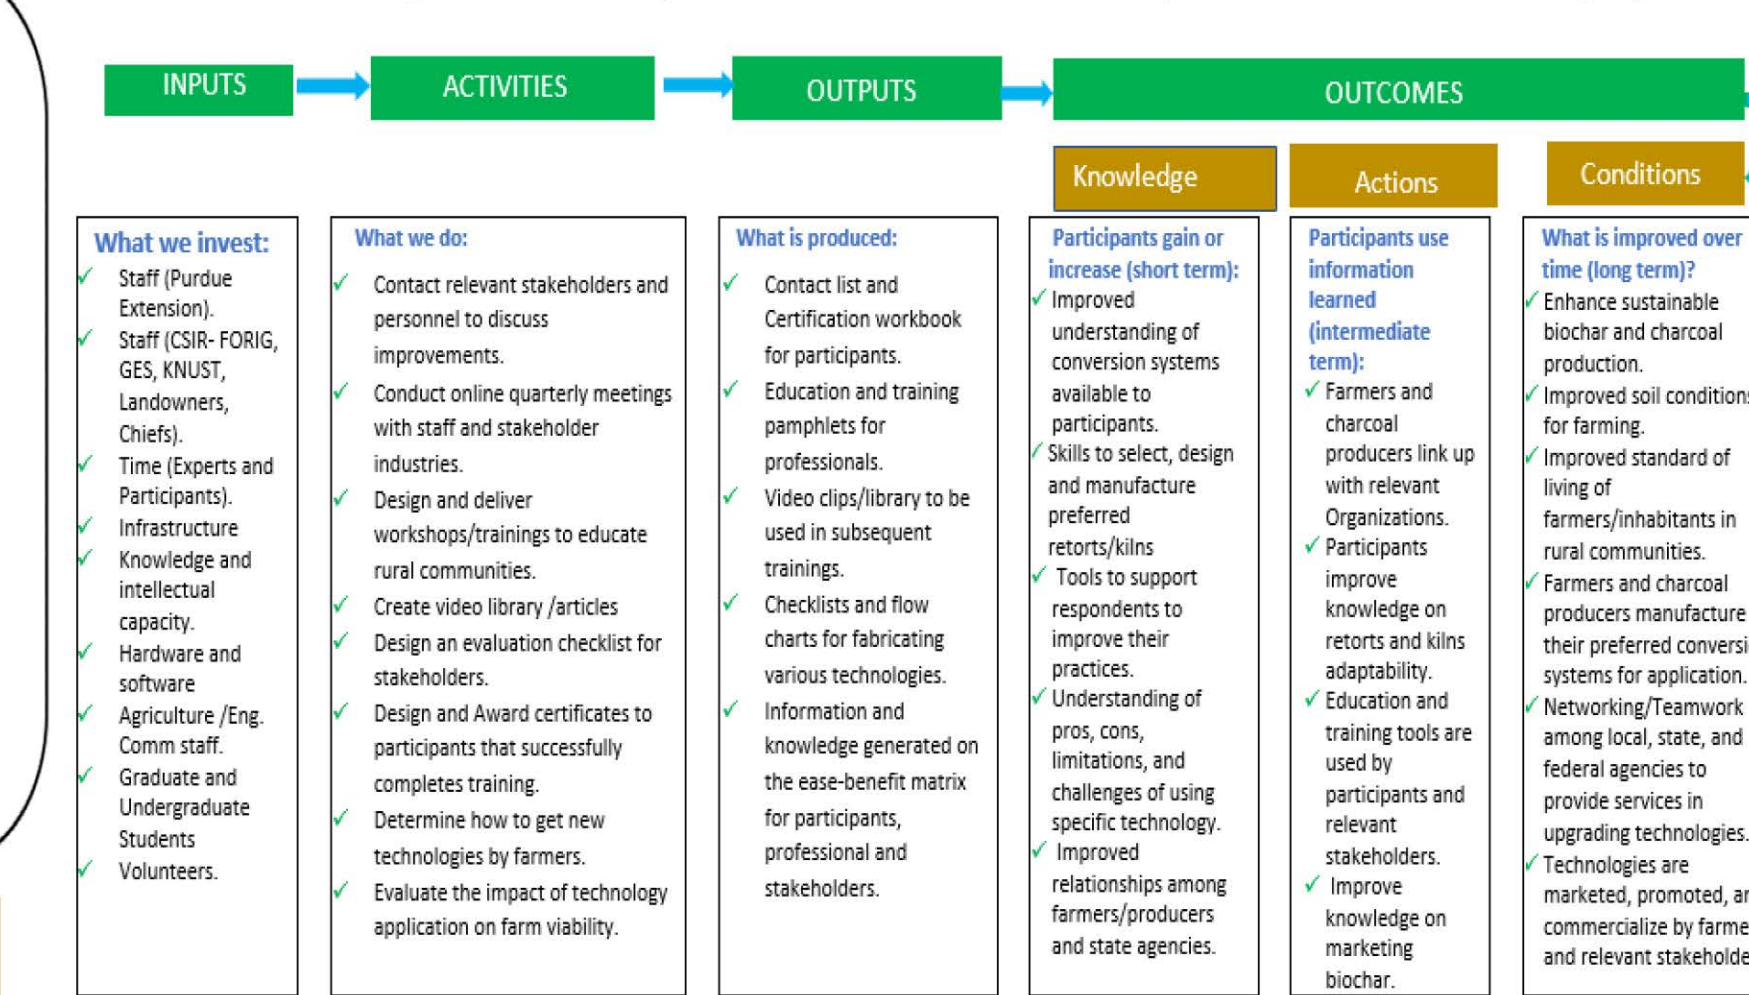 INPUTS
ACTIVITIES
OUTPUTS
OUTCOMES
Knowledge
Actions
Conditions
What we invest:
Staff (Purdue
Extension).
Staff (CSIR- FORIG,
GES, KNUST,
Landowners,
Chiefs).
Time (Experts and
Participants).
Infrastructure
Knowledge and
intellectual
capacity.
Hardware and
software
Agriculture /Eng.
Comm staff.
Graduate and
Undergraduate
Students
Volunteers.
What we do:
Contact relevant stakeholders and
personnel to discuss
improvements.
Conduct online quarterly meetings
with staff and stakeholder
industries.
Design and deliver
workshops/trainings to educate
rural communities.
Create video library /articles
Design an evaluation checklist for
stakeholders.
Design and Award certificates to
participants that successfully
completes training.
Determine how to get new
technologies by farmers.
Evaluate the impact of technology
application on farm viability.
What is produced:
Contact list and
Certification workbook
for participants.
Education and training
pamphlets for
professionals.
Video clips/library to be
used in subsequent
trainings.
Checklists and flow
charts for fabricating
various technologies.
Information and
knowledge generated on
the ease-benefit matrix
for participants,
professional and
stakeholders.
Participants gain or
increase (short term):
Improved
understanding of
conversion systems
available to
participants.
Skills to select, design
and manufacture
preferred
retorts/kilns
Tools to support
respondents to
improve their
practices.
Understanding of
pros, cons,
limitations, and
challenges of using
specific technology.
Improved
relationships among
farmers/producers
and state agencies.
Participants use
information
learned
(intermediate
term):
Farmers and
charcoal
producers link up
with relevant
Organizations.
Participants
improve
knowledge on
retorts and kilns
adaptability.
Education and
training tools are
used by
participants and
relevant
stakeholders.
Improve
knowledge on
marketing
biochar.
What is improved over
time (long term)?
Enhance sustainable
biochar and charcoal
production.
Improved soil conditions
for farming.
Improved standard of
living of
farmers/inhabitants in
rural communities.
Farmers and charcoal
producers manufacture
their preferred
systems for application.
Networking/Teamwork
among local, state, and
federal agencies to
provide services in
upgrading technologies.
Technologies are
marketed, promoted,
commercialize by
and relevant